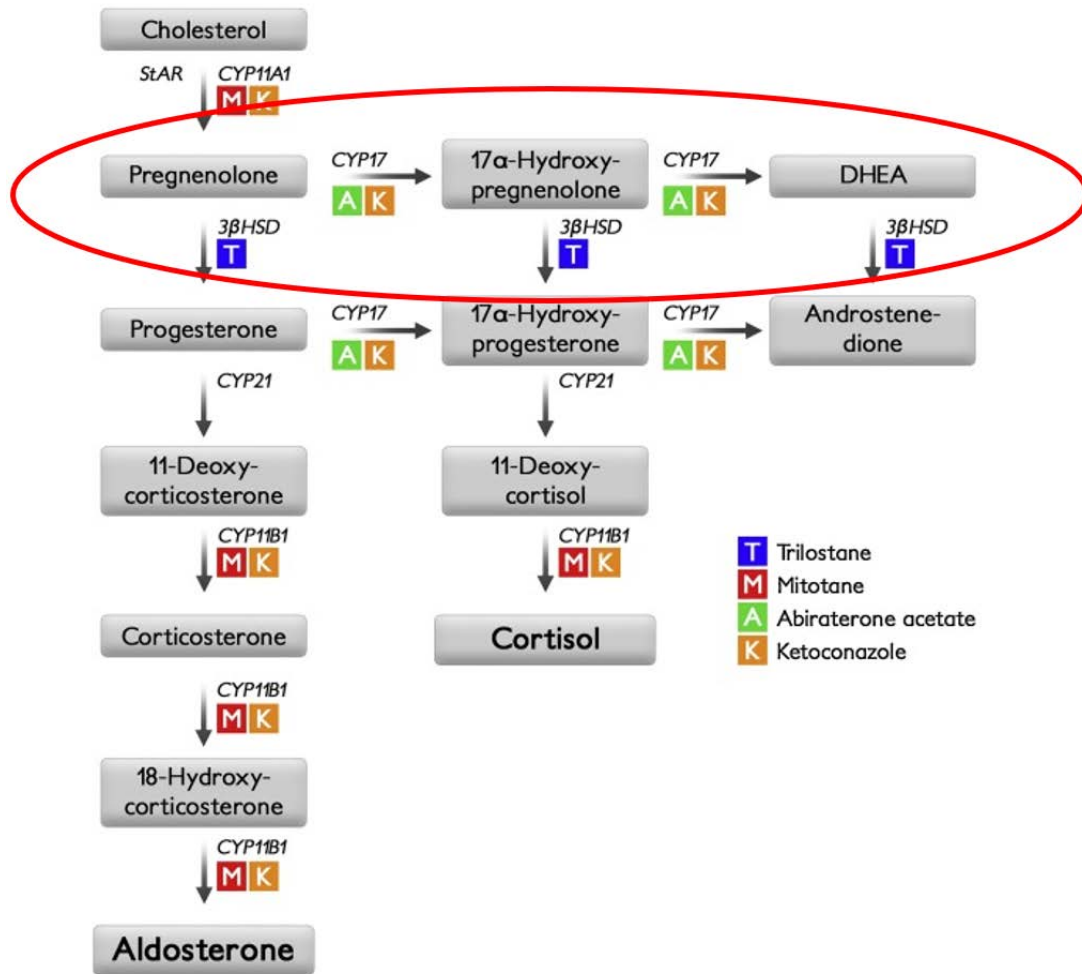 Cholesterol
StAR CYP11A1
M K
Pregnenolone
CYP17
A K
17α-Hydroxy-
pregnenolone
CYP17
A K
DHEA
3βHSD
T
3βHSD
T
3βHSD
T
Progesterone
CYP17
A K
17α-Hydroxy-
progesterone
CYP17
A K
Androstene-
dione
CYP21
CYP21
11-Deoxy-
corticosterone
11-Deoxy-
cortisol
CYP11B1
M K
CYP11B1
M K
Corticosterone
Cortisol
T Trilostane
M Mitotane
A Abiraterone acetate
K Ketoconazole
CYP11B1
M K
18-Hydroxy-
corticosterone
CYP11B1
M K
Aldosterone